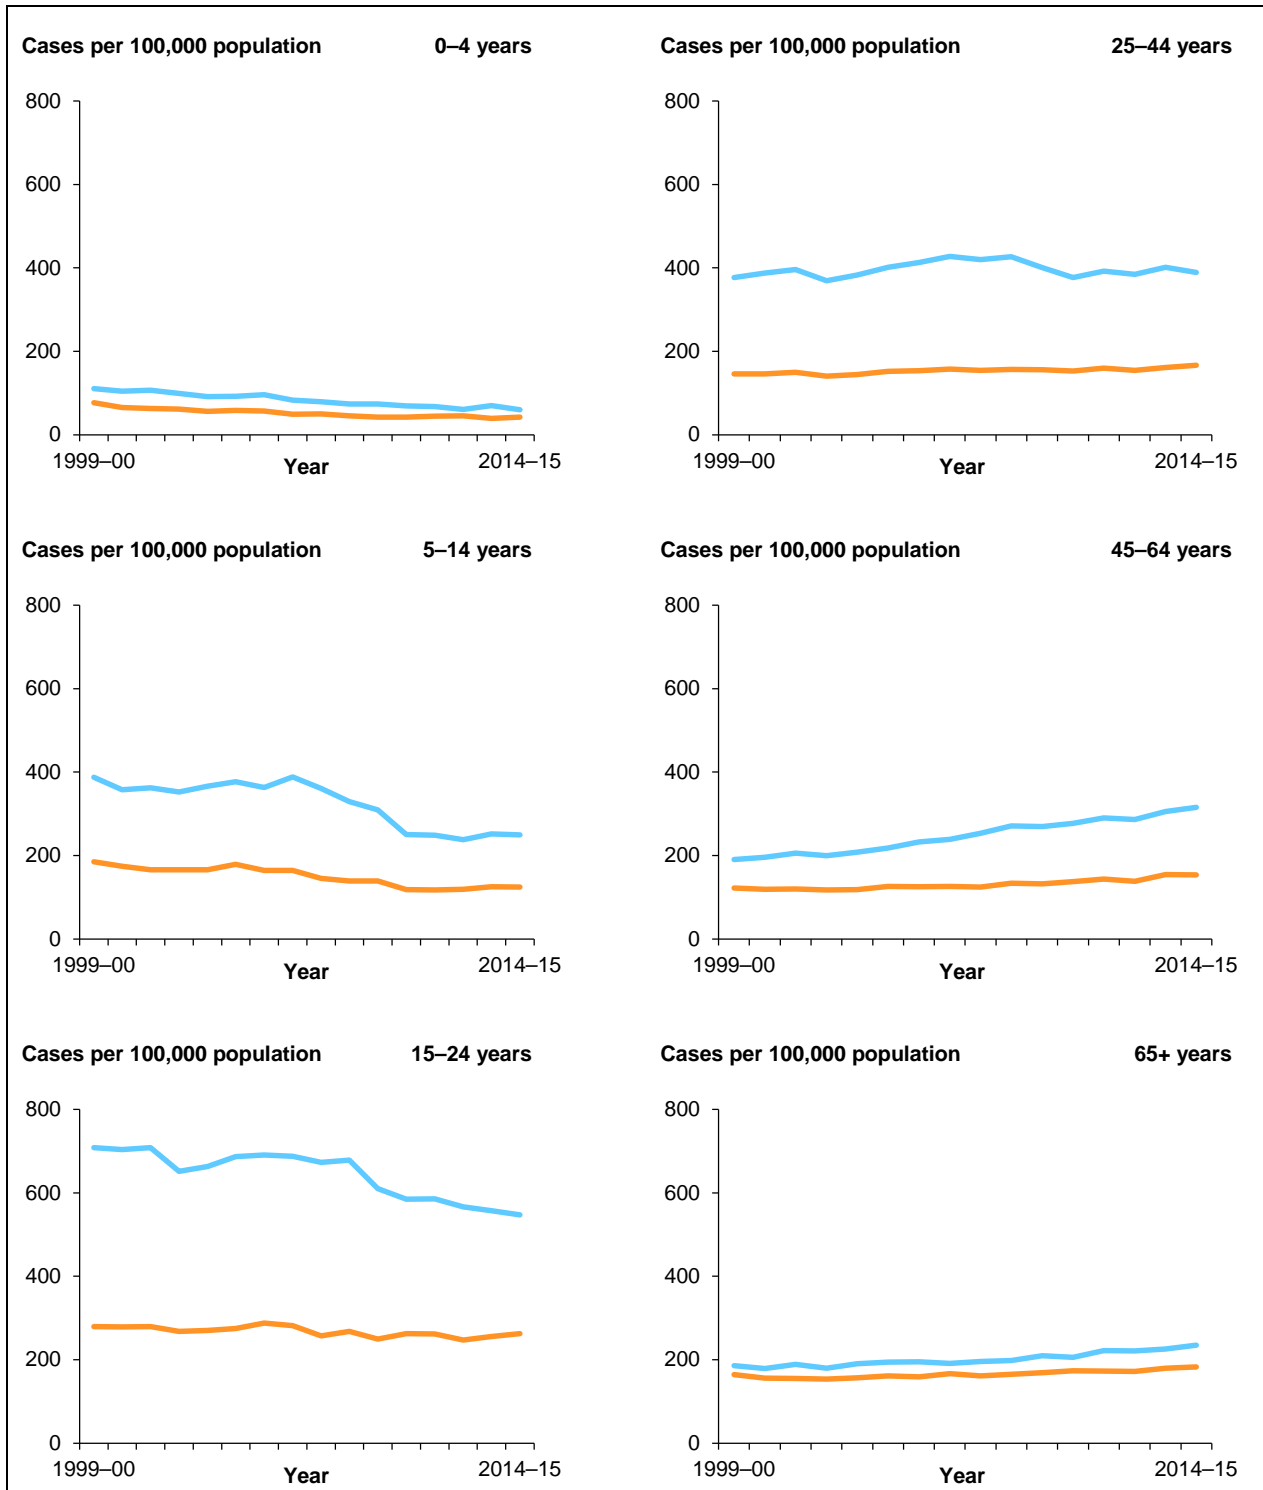 Cases per 100,000 population 0–4 years
800
600
400
200
0
1999–00 Year 2014–15
Cases per 100,000 population 25–44 years
800
600
400
200
0
1999–00 Year 2014–15
Cases per 100,000 population 5–14 years
800
600
400
200
0
1999–00 Year 2014–15
Cases per 100,000 population 45–64 years
800
600
400
200
0
1999–00 Year 2014–15
Cases per 100,000 population 15–24 years
800
600
400
200
0
1999–00 Year 2014–15
Cases per 100,000 population 65+ years
800
600
400
200
0
1999–00 Year 2014–15